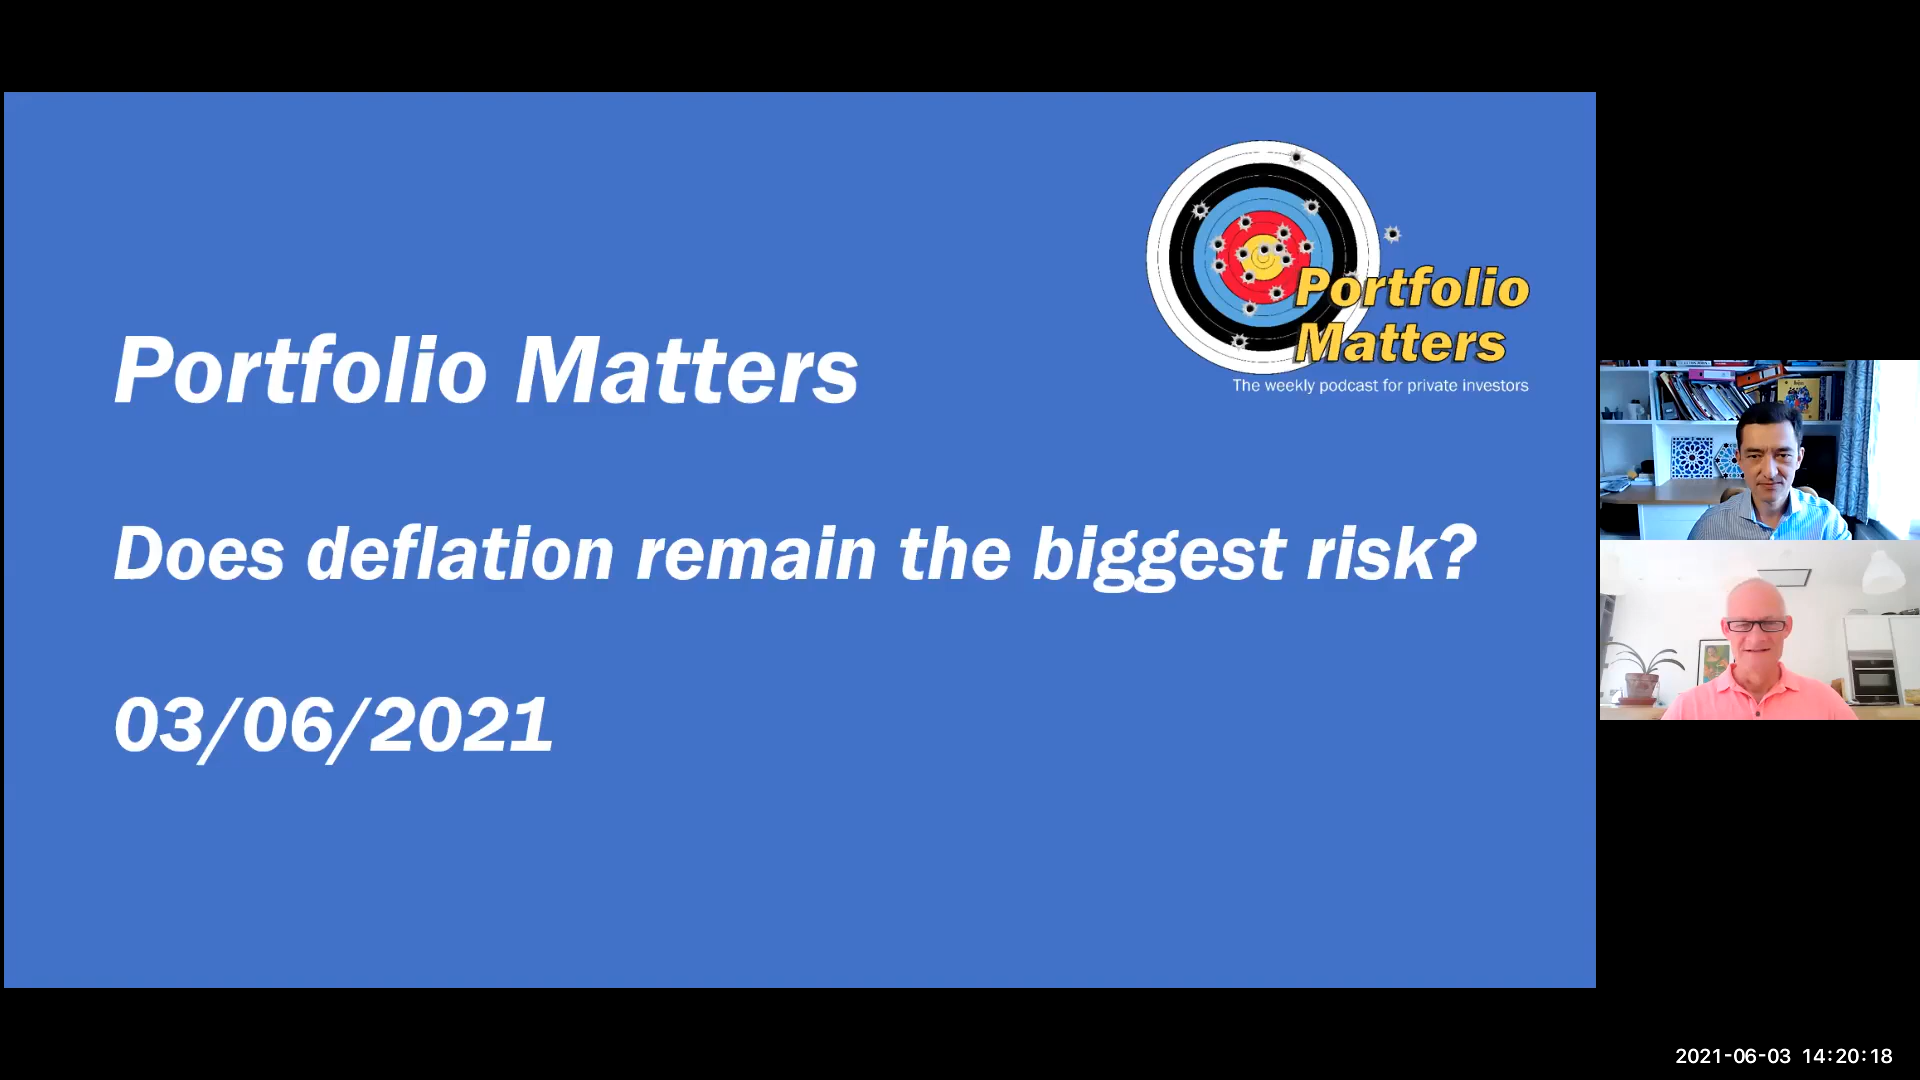 Portfolio
Matters
The weekly podcast for private investors
Portfolio Matters
Does deflation remain the biggest risk?
03/06/2021
2021-06-03 14:20:18